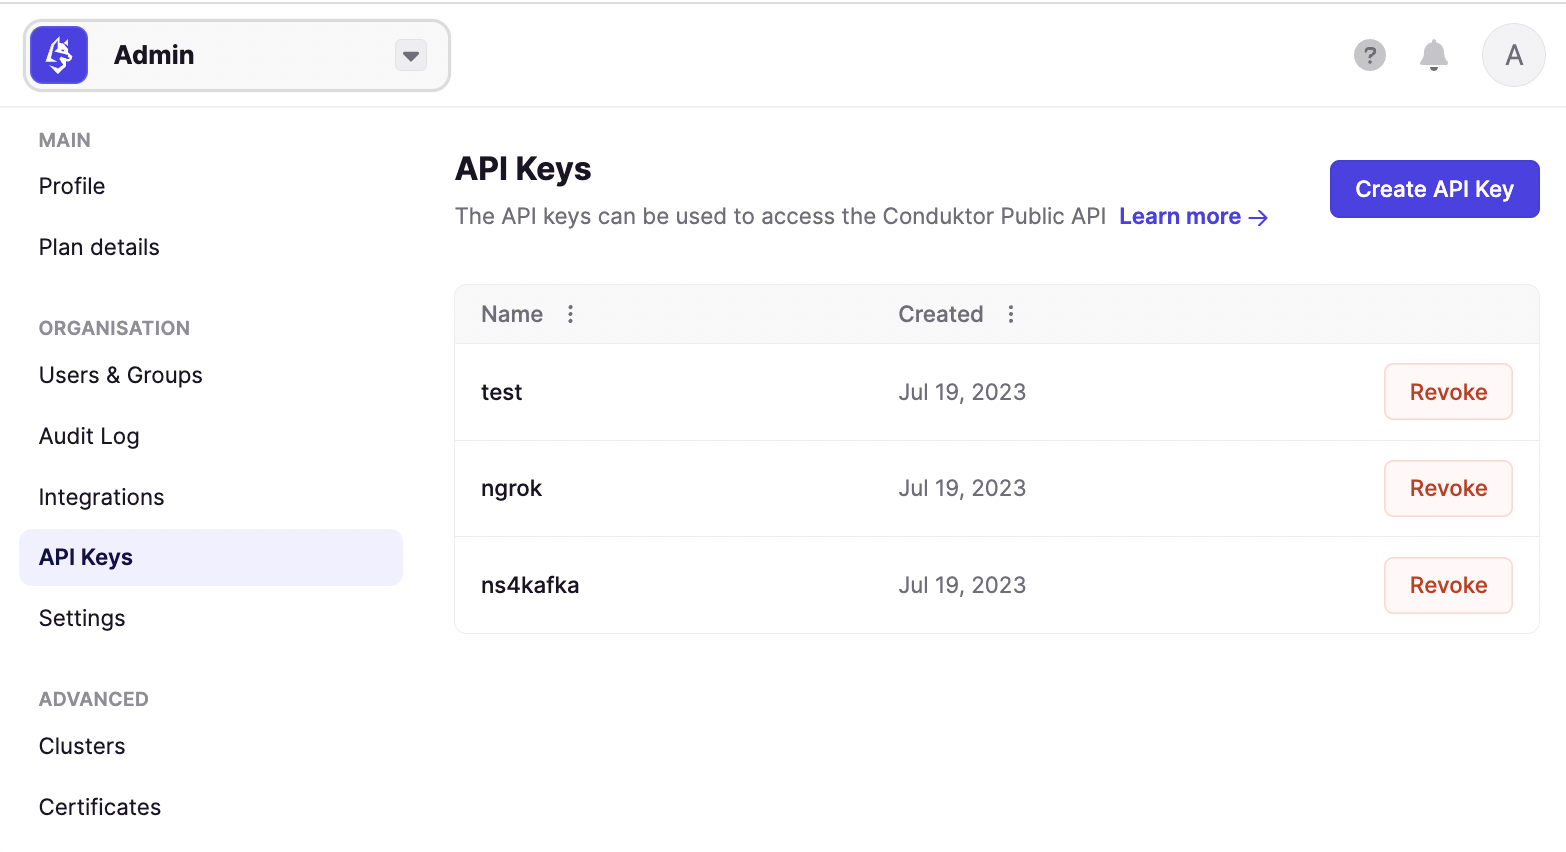 Admin
?
A
MAIN
Profile
Plan details
ORGANISATION
Users & Groups
Audit Log
Integrations
API Keys
Settings
ADVANCED
Clusters
Certificates
API Keys
The API keys can be used to access the Conduktor Public API Learn more →
Create API Key
Name Created
test Jul 19, 2023 Revoke
ngrok Jul 19, 2023 Revoke
ns4kafka Jul 19, 2023 Revoke